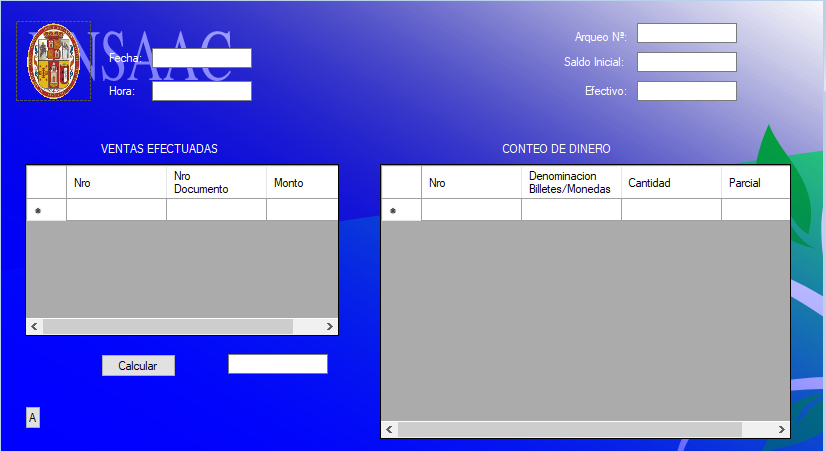 UNSAAC
Fecha:
Hora:
Arqueo Nª:
Saldo Inicial:
Efectivo:
VENTAS EFECTUADAS
Nro
Nro
Documento
Monto
Calcular
A
CONTEO DE DINERO
Nro
Denominacion
Billetes/Monedas
Cantidad
Parcial